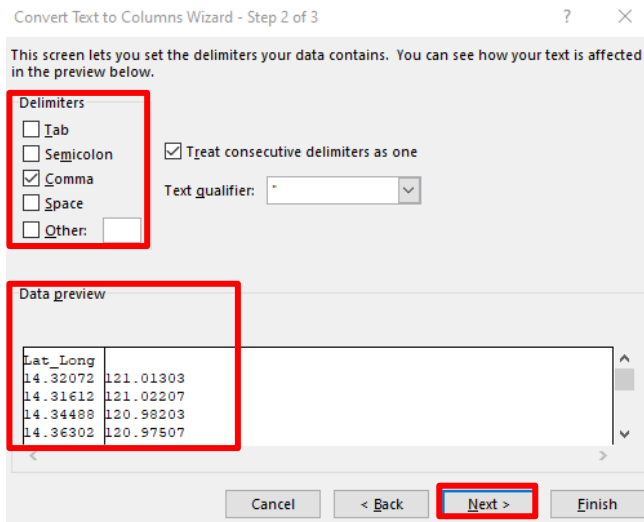 Convert Text to Columns Wizard - Step 2 of 3 ? ×
This screen lets you set the delimiters your data contains. You can see how your text is affected
in the preview below.
Delimiters
Tab
Semicolon
Comma
Space
Other:
Treat consecutive delimiters as one
Text qualifier: "
Data preview
Lat_Long
14.32072 121.01303
14.31612 121.02207
14.34488 120.98203
14.36302 120.97507
Cancel < Back Next > Finish